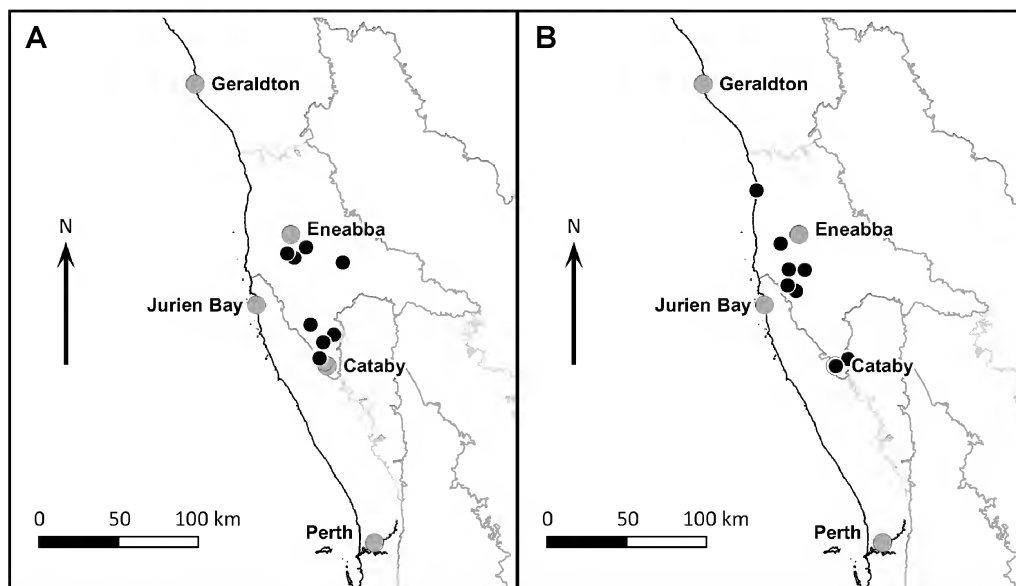 A
Geraldton
N
Eneabba
Jurien Bay
Cataby
0 50 100 km
Perth
B
Geraldton
N
Eneabba
Jurien Bay
Cataby
0 50 100 km
Perth